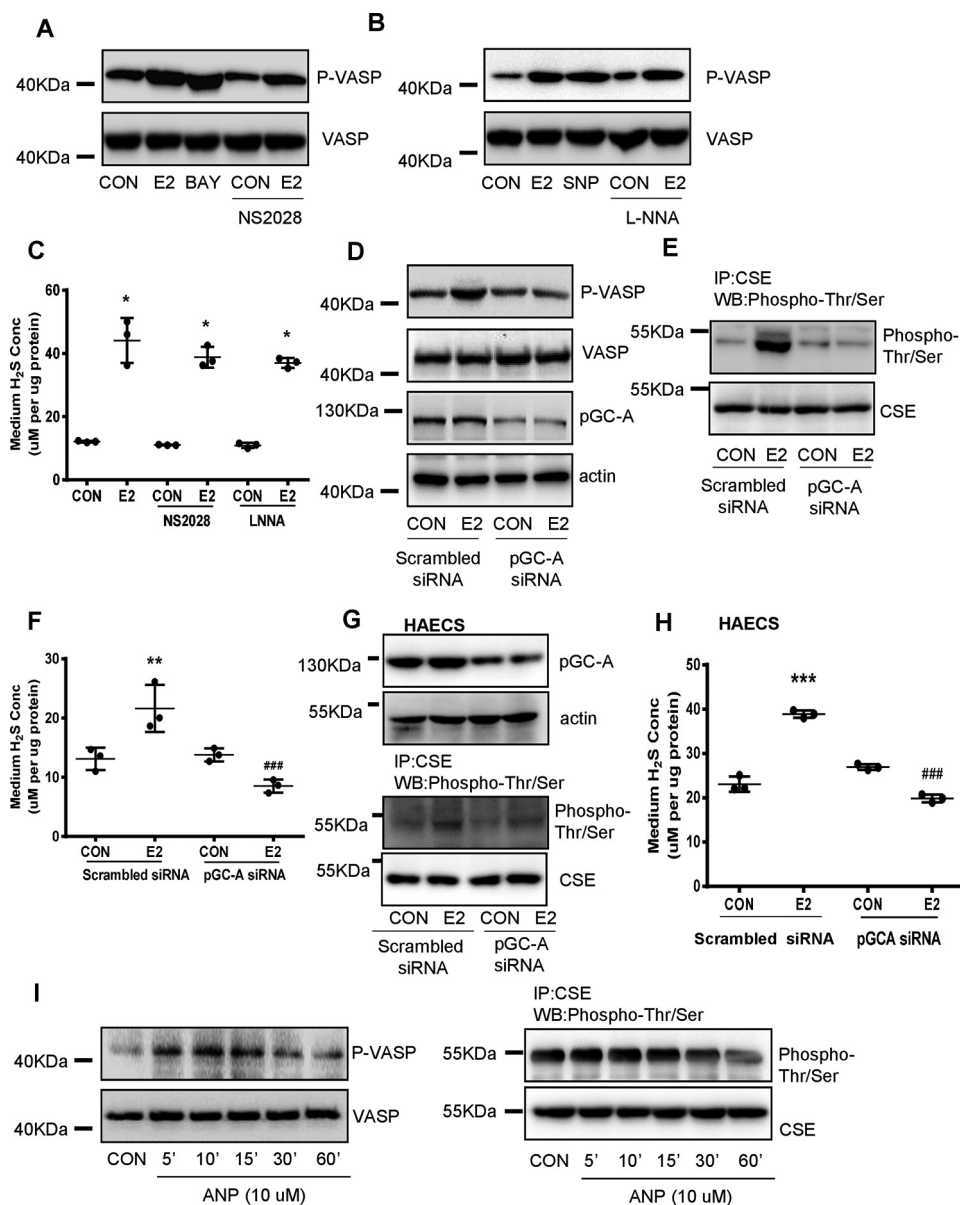 A
40KDa
P-VASP
40KDa
VASP
CON E2 BAY CON E2
NS2028
B
40KDa
P-VASP
40KDa
VASP
CON E2 SNP CON E2
L-NNA
C
Medium H2S Conc
(uM per ug protein)
60
40
20
0
* * *
CON E2 CON E2 CON E2
NS2028 LNNA
D
40KDa
P-VASP
40KDa
VASP
130KDa
pGC-A
40KDa
actin
CON E2 CON E2
Scrambled pGC-A
siRNA siRNA
E
IP:CSE
WB:Phospho-Thr/Ser
55KDa
Phospho-
Thr/Ser
55KDa
CSE
CON E2 CON E2
Scrambled pGC-A
siRNA siRNA
F
Medium H2S Conc
(uM per ug protein)
30
20
10
0
**
###
CON E2 CON E2
Scrambled siRNA pGC-A siRNA
G
HAECS
130KDa
pGC-A
55KDa
actin
IP:CSE
WB:Phospho-Thr/Ser
55KDa
Phospho-
Thr/Ser
55KDa
CSE
CON E2 CON E2
Scrambled pGC-A
siRNA siRNA
H
HAECS
Medium H2S Conc
(uM per ug protein)
60
40
20
0
***
###
CON E2 CON E2
Scrambled siRNA pGCA siRNA
I
40KDa
P-VASP
40KDa
VASP
CON 5' 10' 15' 30' 60'
ANP (10 uM)
IP:CSE
WB:Phospho-Thr/Ser
55KDa
Phospho-
Thr/Ser
55KDa
CSE
CON 5' 10' 15' 30' 60'
ANP (10 uM)